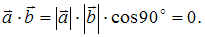 a⃗ · b⃗ = |a⃗| · |b⃗| · cos90° = 0.